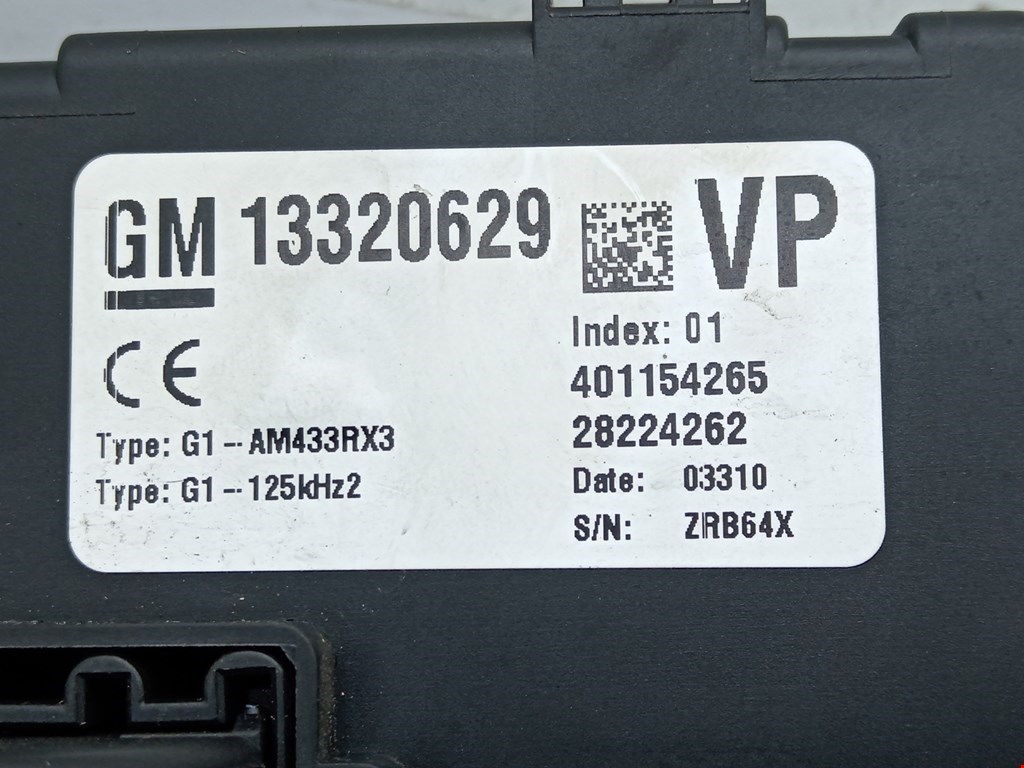 GM 13320629 VP
Index: 01
401154265
28224262
CE
Type: G1--AM433RX3
Type: G1--125kHz2
Date: 03310
S/N: ZRB64X